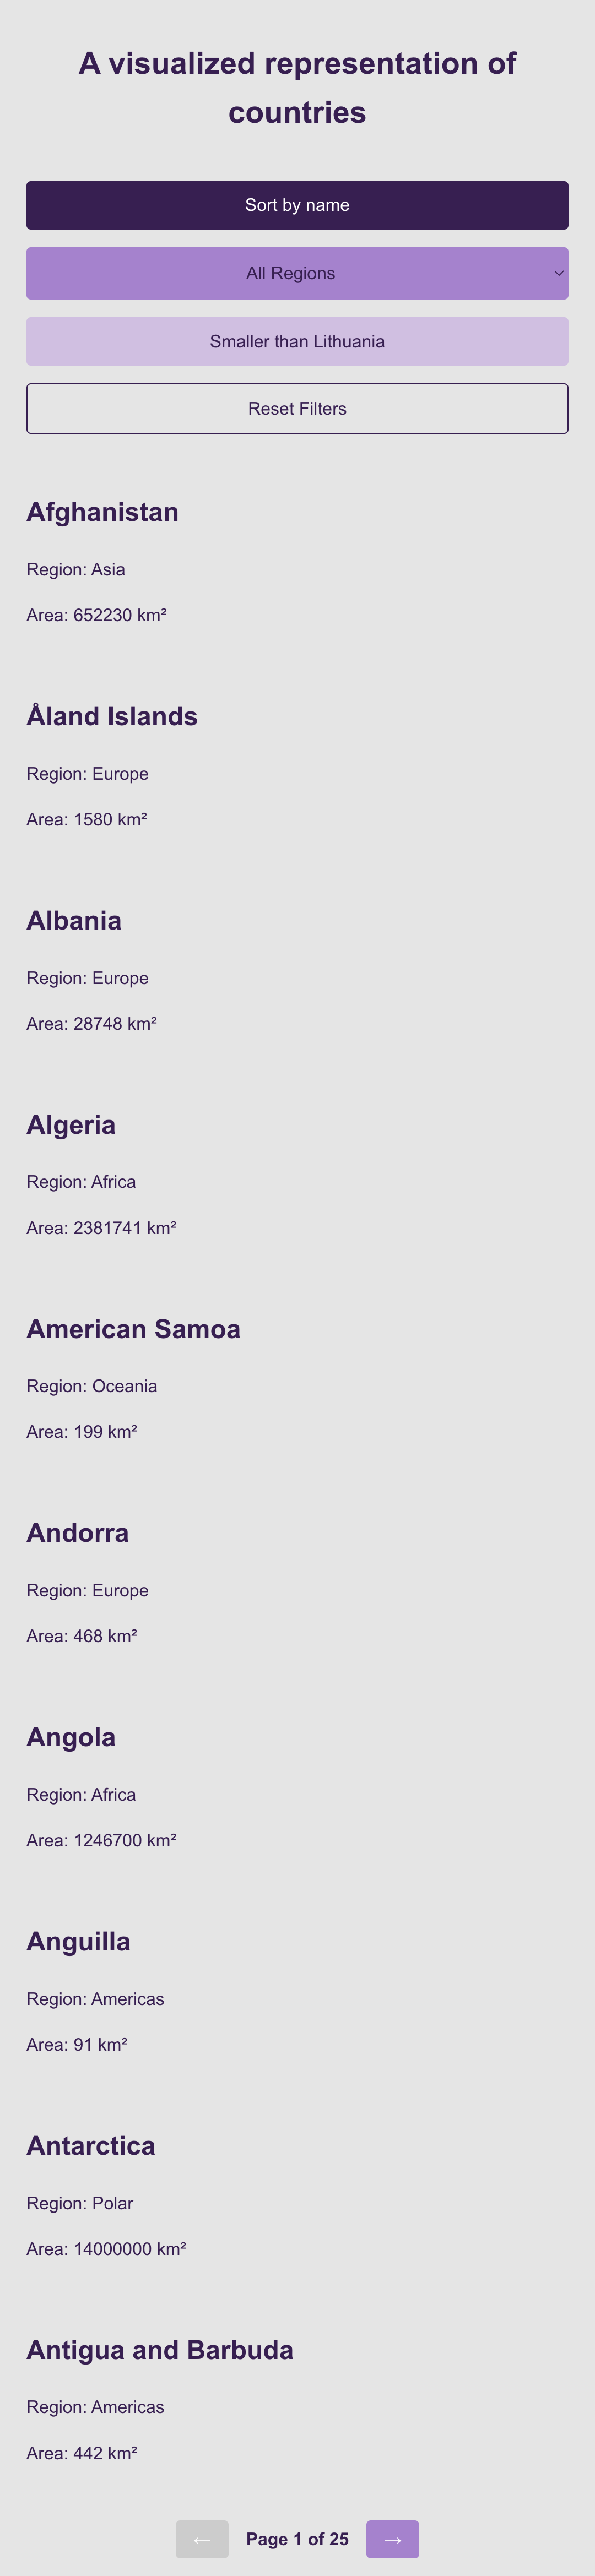 A visualized representation of
countries
Sort by name
All Regions
Smaller than Lithuania
Reset Filters
Afghanistan
Region: Asia
Area: 652230 km²
Åland Islands
Region: Europe
Area: 1580 km²
Albania
Region: Europe
Area: 28748 km²
Algeria
Region: Africa
Area: 2381741 km²
American Samoa
Region: Oceania
Area: 199 km²
Andorra
Region: Europe
Area: 468 km²
Angola
Region: Africa
Area: 1246700 km²
Anguilla
Region: Americas
Area: 91 km²
Antarctica
Region: Polar
Area: 14000000 km²
Antigua and Barbuda
Region: Americas
Area: 442 km²
← Page 1 of 25 →